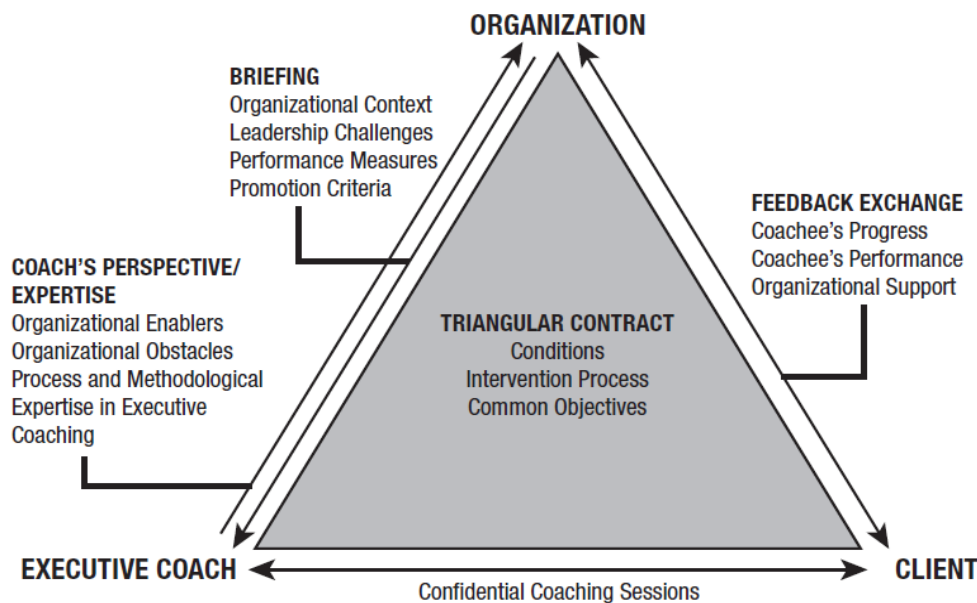 ORGANIZATION
BRIEFING
Organizational Context
Leadership Challenges
Performance Measures
Promotion Criteria
FEEDBACK EXCHANGE
Coachee’s Progress
Coachee’s Performance
Organizational Support
COACH’S PERSPECTIVE/
EXPERTISE
Organizational Enablers
Organizational Obstacles
Process and Methodological
Expertise in Executive
Coaching
TRIANGULAR CONTRACT
Conditions
Intervention Process
Common Objectives
EXECUTIVE COACH
CLIENT
Confidential Coaching Sessions